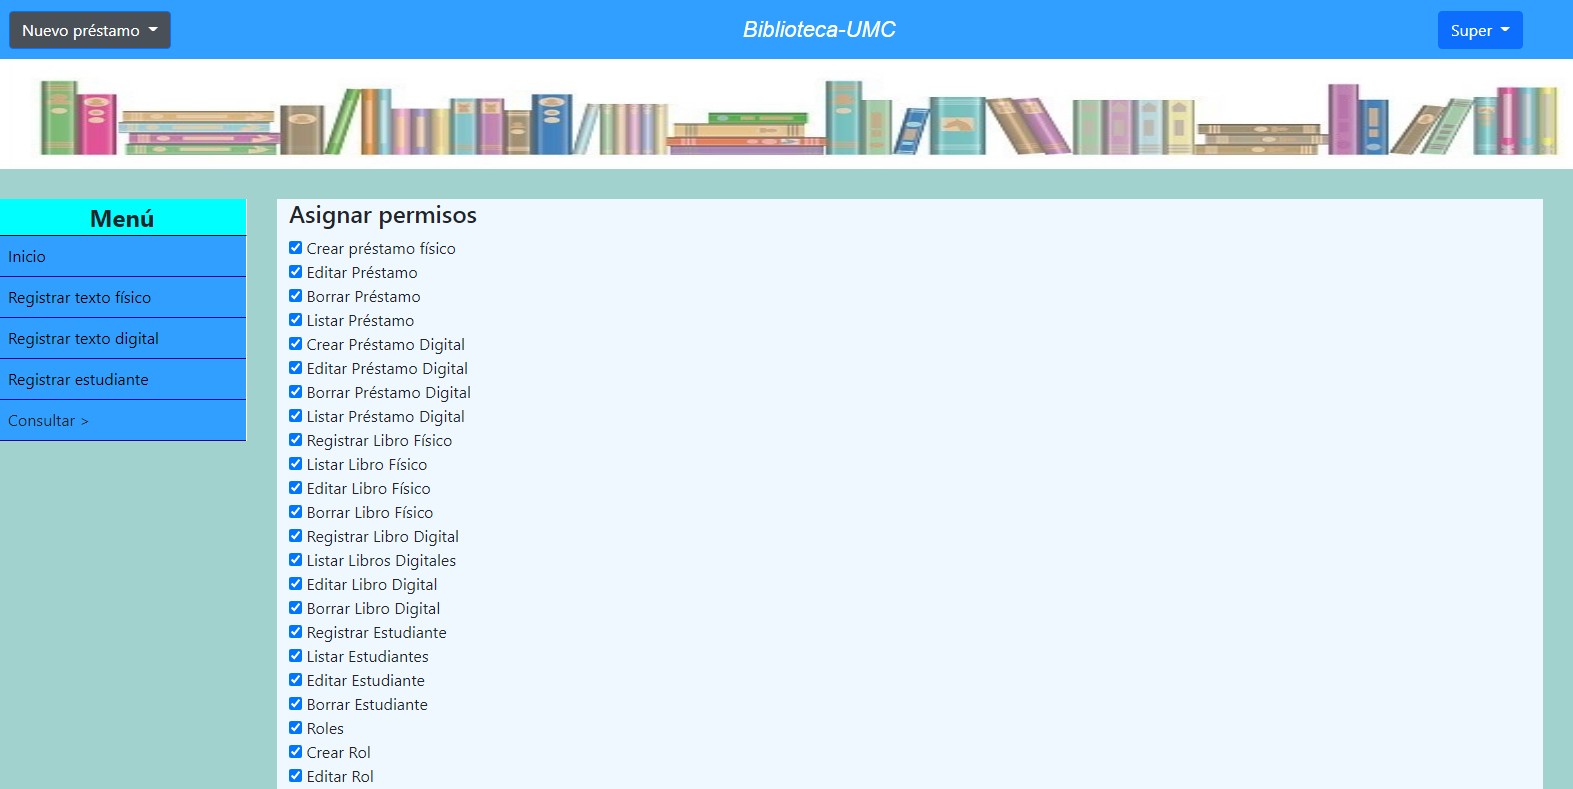 Nuevo préstamo
Biblioteca-UMC
Super
Menú
Inicio
Registrar texto físico
Registrar texto digital
Registrar estudiante
Consultar >
Asignar permisos
Crear préstamo físico
Editar Préstamo
Borrar Préstamo
Listar Préstamo
Crear Préstamo Digital
Editar Préstamo Digital
Borrar Préstamo Digital
Listar Préstamo Digital
Registrar Libro Físico
Listar Libro Físico
Editar Libro Físico
Borrar Libro Físico
Registrar Libro Digital
Listar Libros Digitales
Editar Libro Digital
Borrar Libro Digital
Registrar Estudiante
Listar Estudiantes
Editar Estudiante
Borrar Estudiante
Roles
Crear Rol
Editar Rol